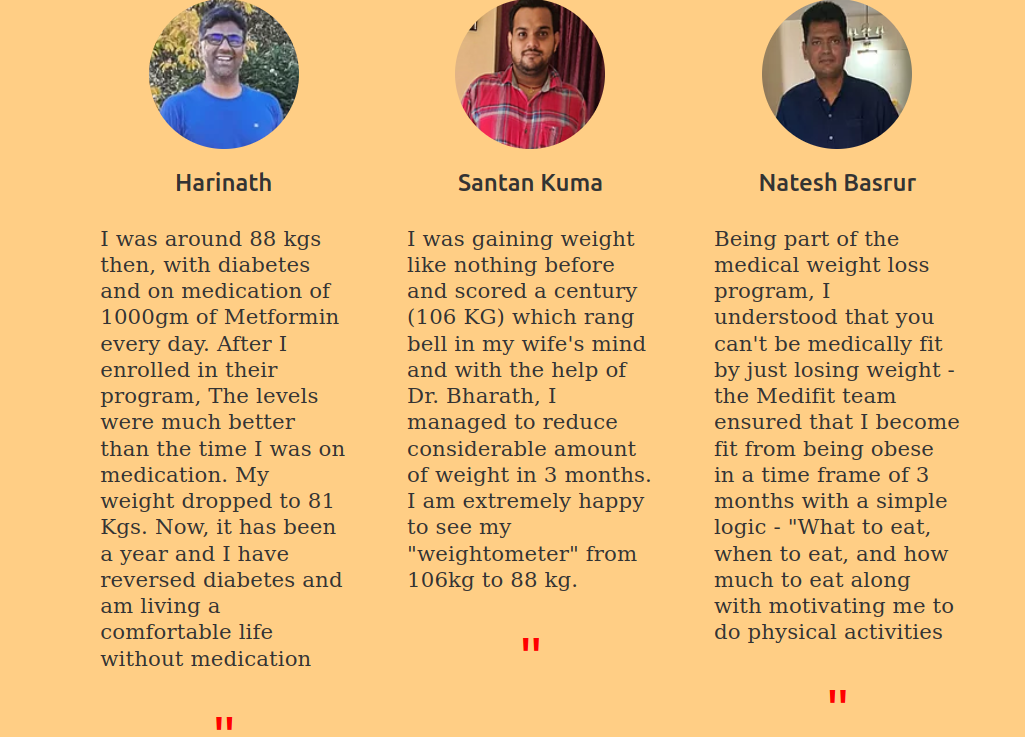 Harinath
I was around 88 kgs
then, with diabetes
and on medication of
1000gm of Metformin
every day. After I
enrolled in their
program, The levels
were much better
than the time I was on
medication. My
weight dropped to 81
Kgs. Now, it has been
a year and I have
reversed diabetes and
am living a
comfortable life
without medication
"
Santan Kuma
I was gaining weight
like nothing before
and scored a century
(106 KG) which rang
bell in my wife's mind
and with the help of
Dr. Bharath, I
managed to reduce
considerable amount
of weight in 3 months.
I am extremely happy
to see my
"weightometer" from
106kg to 88 kg.
"
Natesh Basrur
Being part of the
medical weight loss
program, I
understood that you
can't be medically fit
by just losing weight -
the Medifit team
ensured that I become
fit from being obese
in a time frame of 3
months with a simple
logic - "What to eat,
when to eat, and how
much to eat along
with motivating me to
do physical activities
"